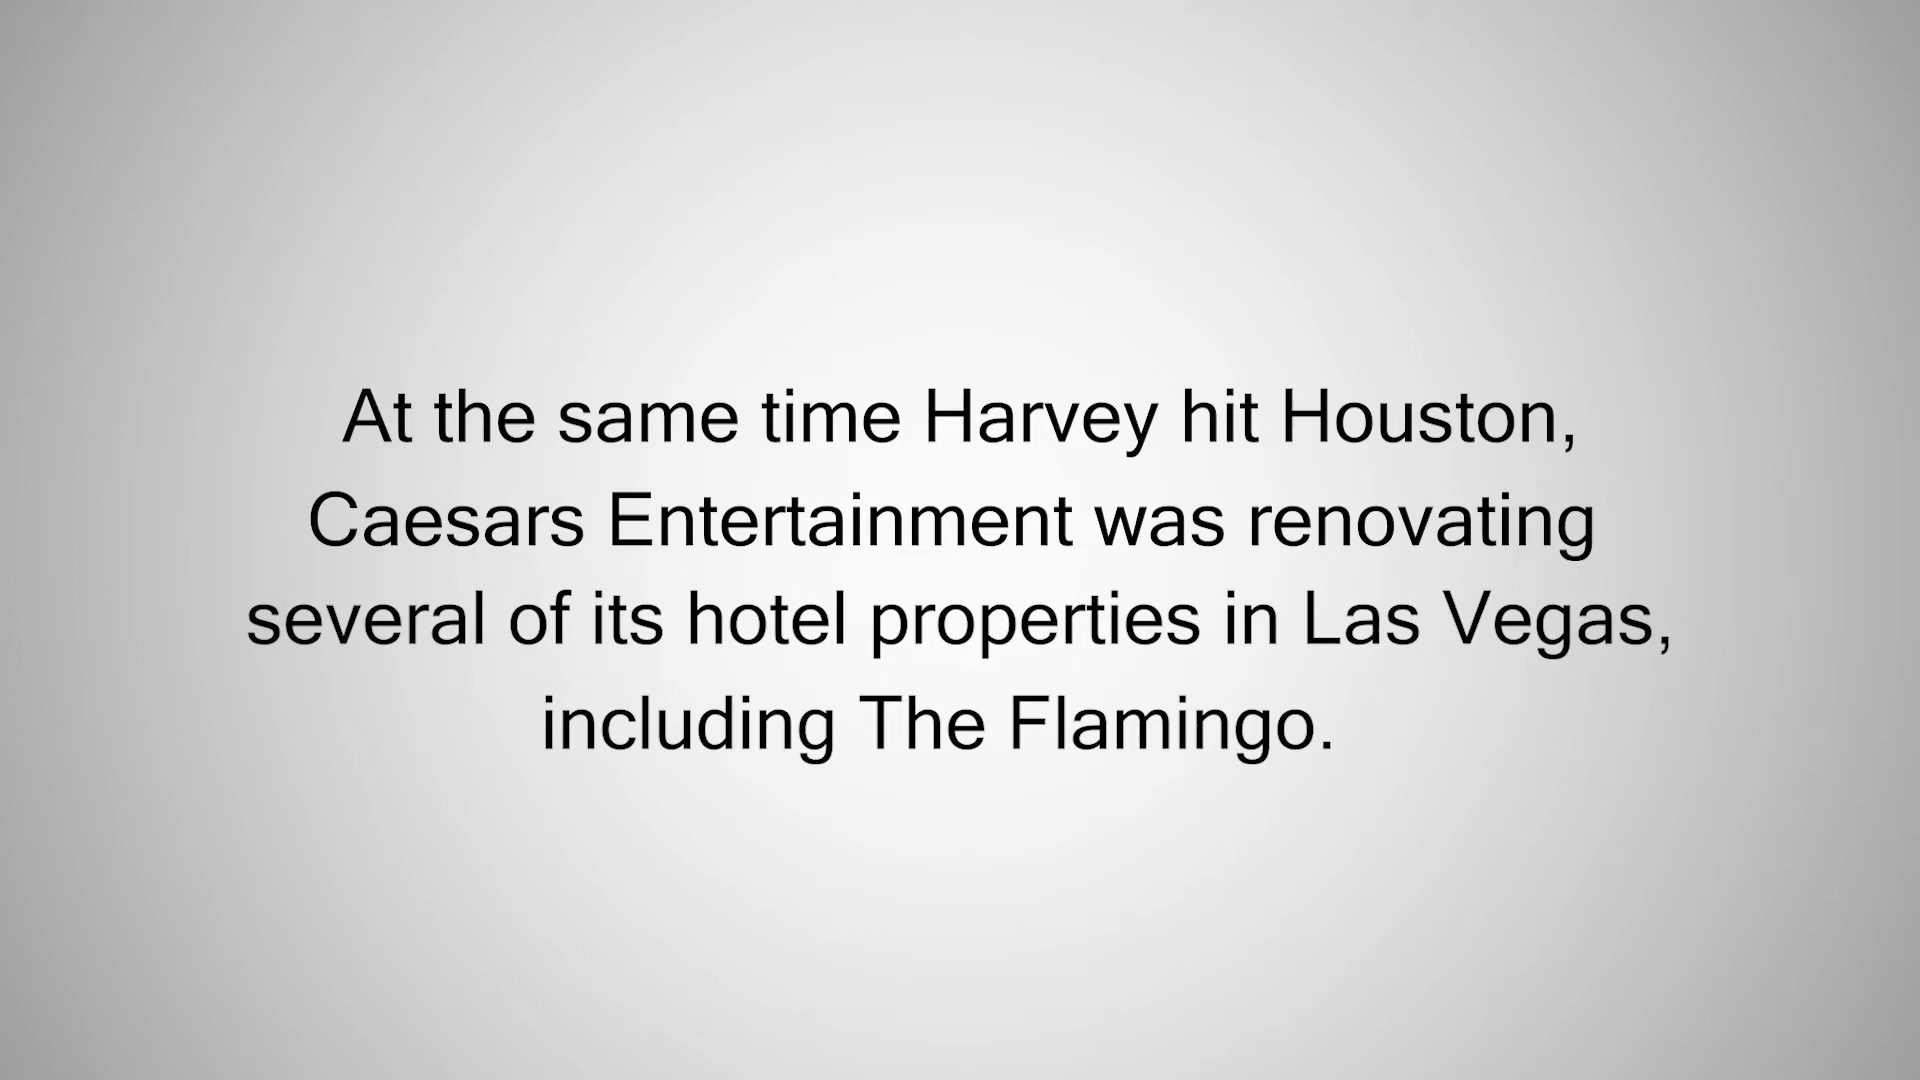 At the same time Harvey hit Houston,
Caesars Entertainment was renovating
several of its hotel properties in Las Vegas,
including The Flamingo.